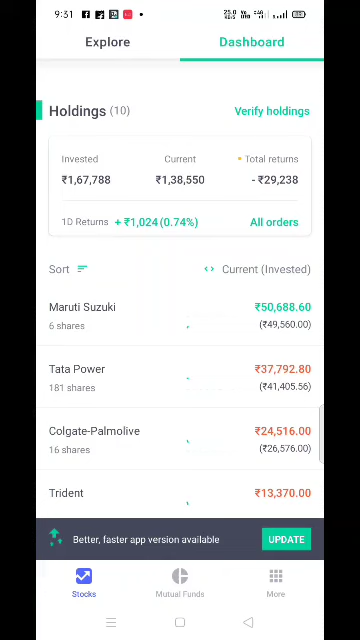 9:31
25.0 KB/S
Explore
Dashboard
Holdings (10)
Verify holdings
Invested
Current
Total returns
₹1,67,788
₹1,38,550
- ₹29,238
1D Returns + ₹1,024 (0.74%)
All orders
Sort
Current (Invested)
Maruti Suzuki
₹50,688.60
6 shares
(₹49,560.00)
Tata Power
₹37,792.80
181 shares
(₹41,405.56)
Colgate-Palmolive
₹24,516.00
16 shares
(₹26,576.00)
Trident
₹13,370.00
Better, faster app version available
UPDATE
Stocks
Mutual Funds
More